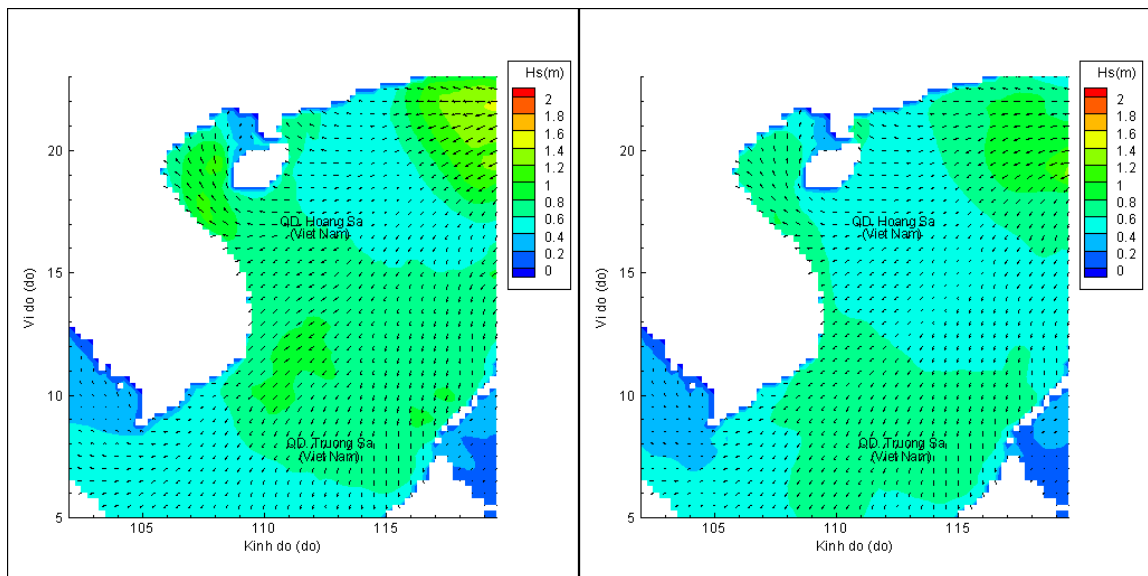 Hs(m)
2
1.8
1.6
1.4
1.2
1
0.8
0.6
0.4
0.2
0
20
15
10
5
Vi do (do)
QD. Hoang Sa
(Viet Nam)
QD. Truong Sa
(Viet Nam)
105
110
115
Kinh do (do)
Hs(m)
2
1.8
1.6
1.4
1.2
1
0.8
0.6
0.4
0.2
0
20
15
10
5
Vi do (do)
QD. Hoang Sa
(Viet Nam)
QD. Truong Sa
(Viet Nam)
105
110
115
Kinh do (do)